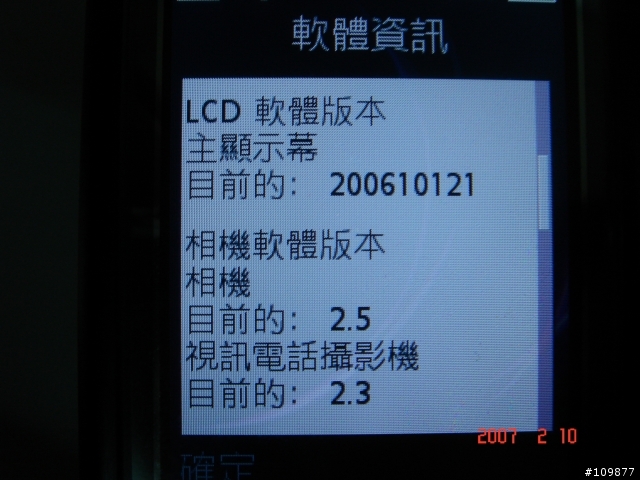 軟體資訊
LCD 軟體版本
主顯示幕
目前的: 200610121
相機軟體版本
相機
目前的: 2.5
視訊電話攝影機
目前的: 2.3
2007 2 10
確定
#109877